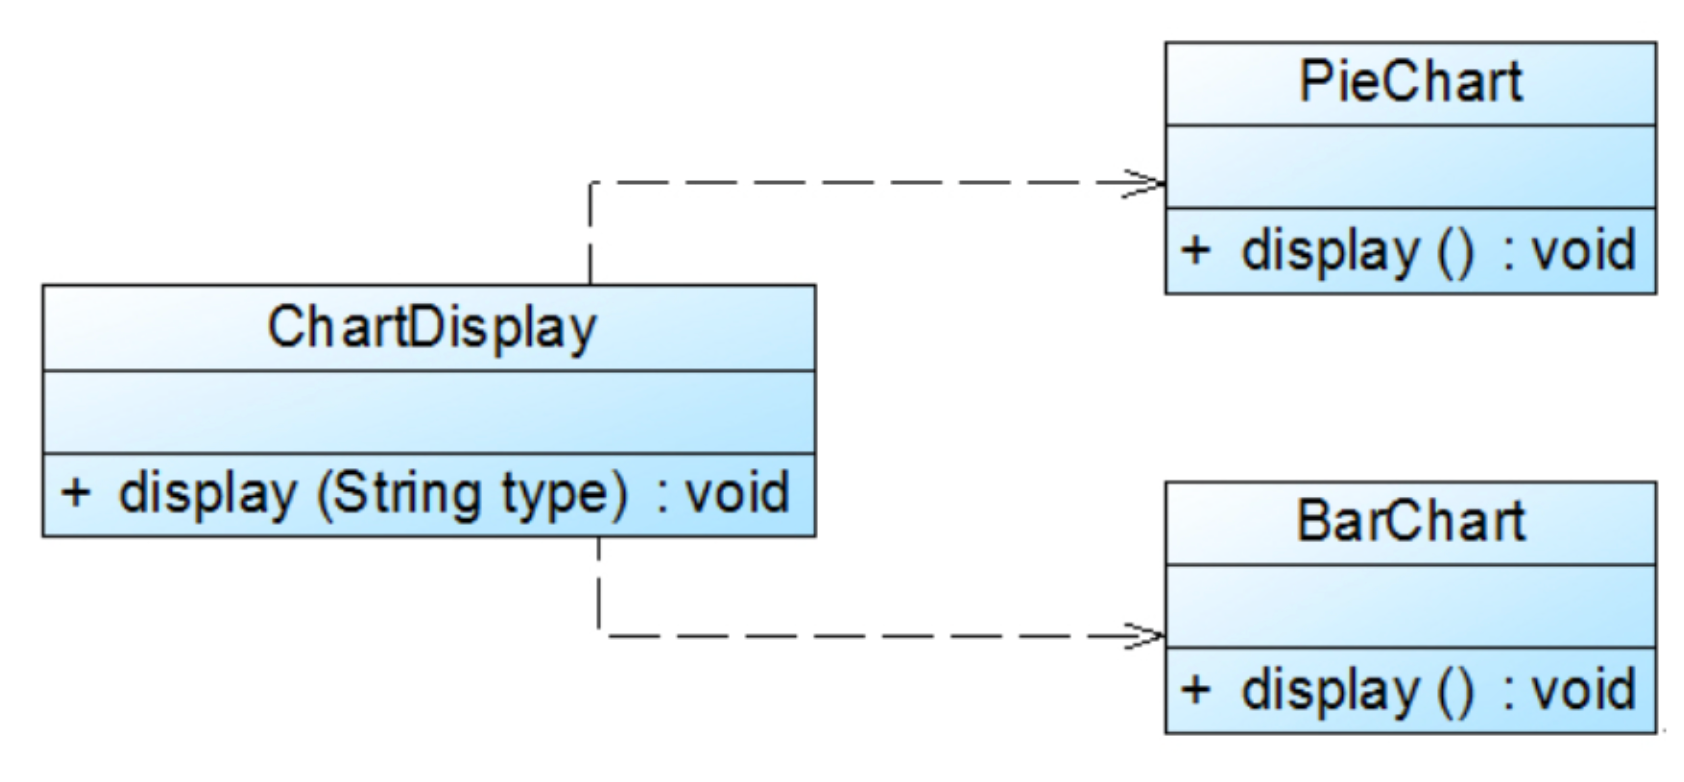 PieChart
+ display () : void
ChartDisplay
+ display (String type) : void
BarChart
+ display () : void